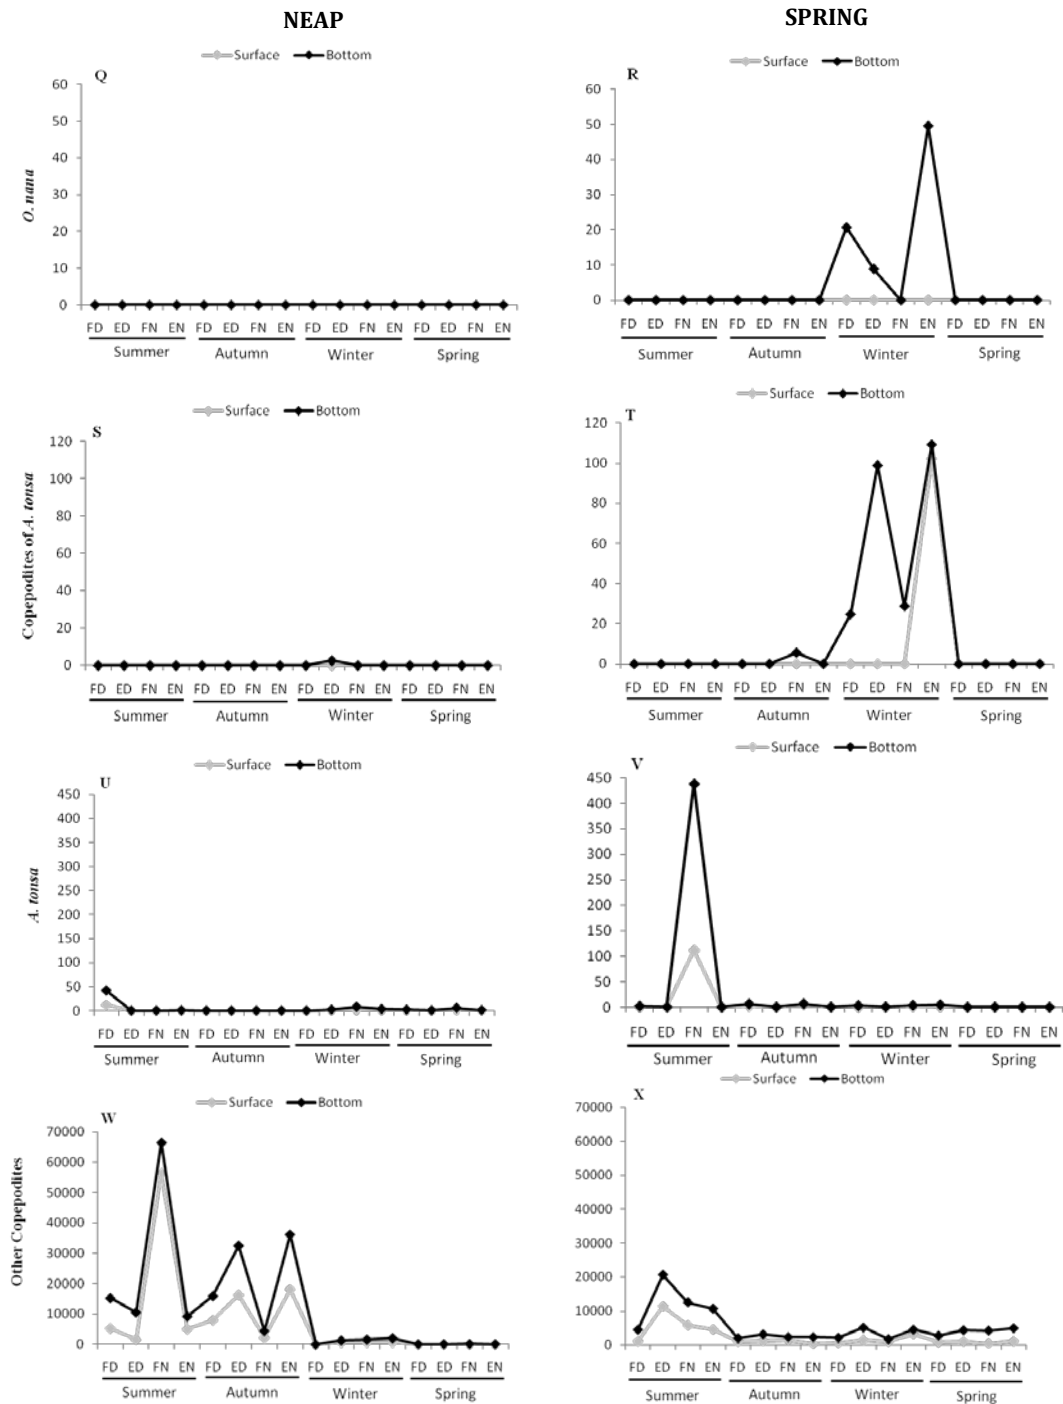 NEAP
SPRING
Surface Bottom
Q
60
50
40
30
20
10
0
O. nana
FD ED FN EN FD ED FN EN FD ED FN EN FD ED FN EN
Summer Autumn Winter Spring
Surface Bottom
R
60
50
40
30
20
10
0
FD ED FN EN FD ED FN EN FD ED FN EN FD ED FN EN
Summer Autumn Winter Spring
Surface Bottom
S
120
100
80
60
40
20
0
Copepodites of A. tonsa
FD ED FN EN FD ED FN EN FD ED FN EN FD ED FN EN
Summer Autumn Winter Spring
Surface Bottom
T
120
100
80
60
40
20
0
FD ED FN EN FD ED FN EN FD ED FN EN FD ED FN EN
Summer Autumn Winter Spring
Surface Bottom
U
450
400
350
300
250
200
150
100
50
0
A. tonsa
FD ED FN EN FD ED FN EN FD ED FN EN FD ED FN EN
Summer Autumn Winter Spring
Surface Bottom
V
450
400
350
300
250
200
150
100
50
0
FD ED FN EN FD ED FN EN FD ED FN EN FD ED FN EN
Summer Autumn Winter Spring
Surface Bottom
W
70000
60000
50000
40000
30000
20000
10000
0
Other Copepodites
FD ED FN EN FD ED FN EN FD ED FN EN FD ED FN EN
Summer Autumn Winter Spring
Surface Bottom
X
70000
60000
50000
40000
30000
20000
10000
0
FD ED FN EN FD ED FN EN FD ED FN EN FD ED FN EN
Summer Autumn Winter Spring